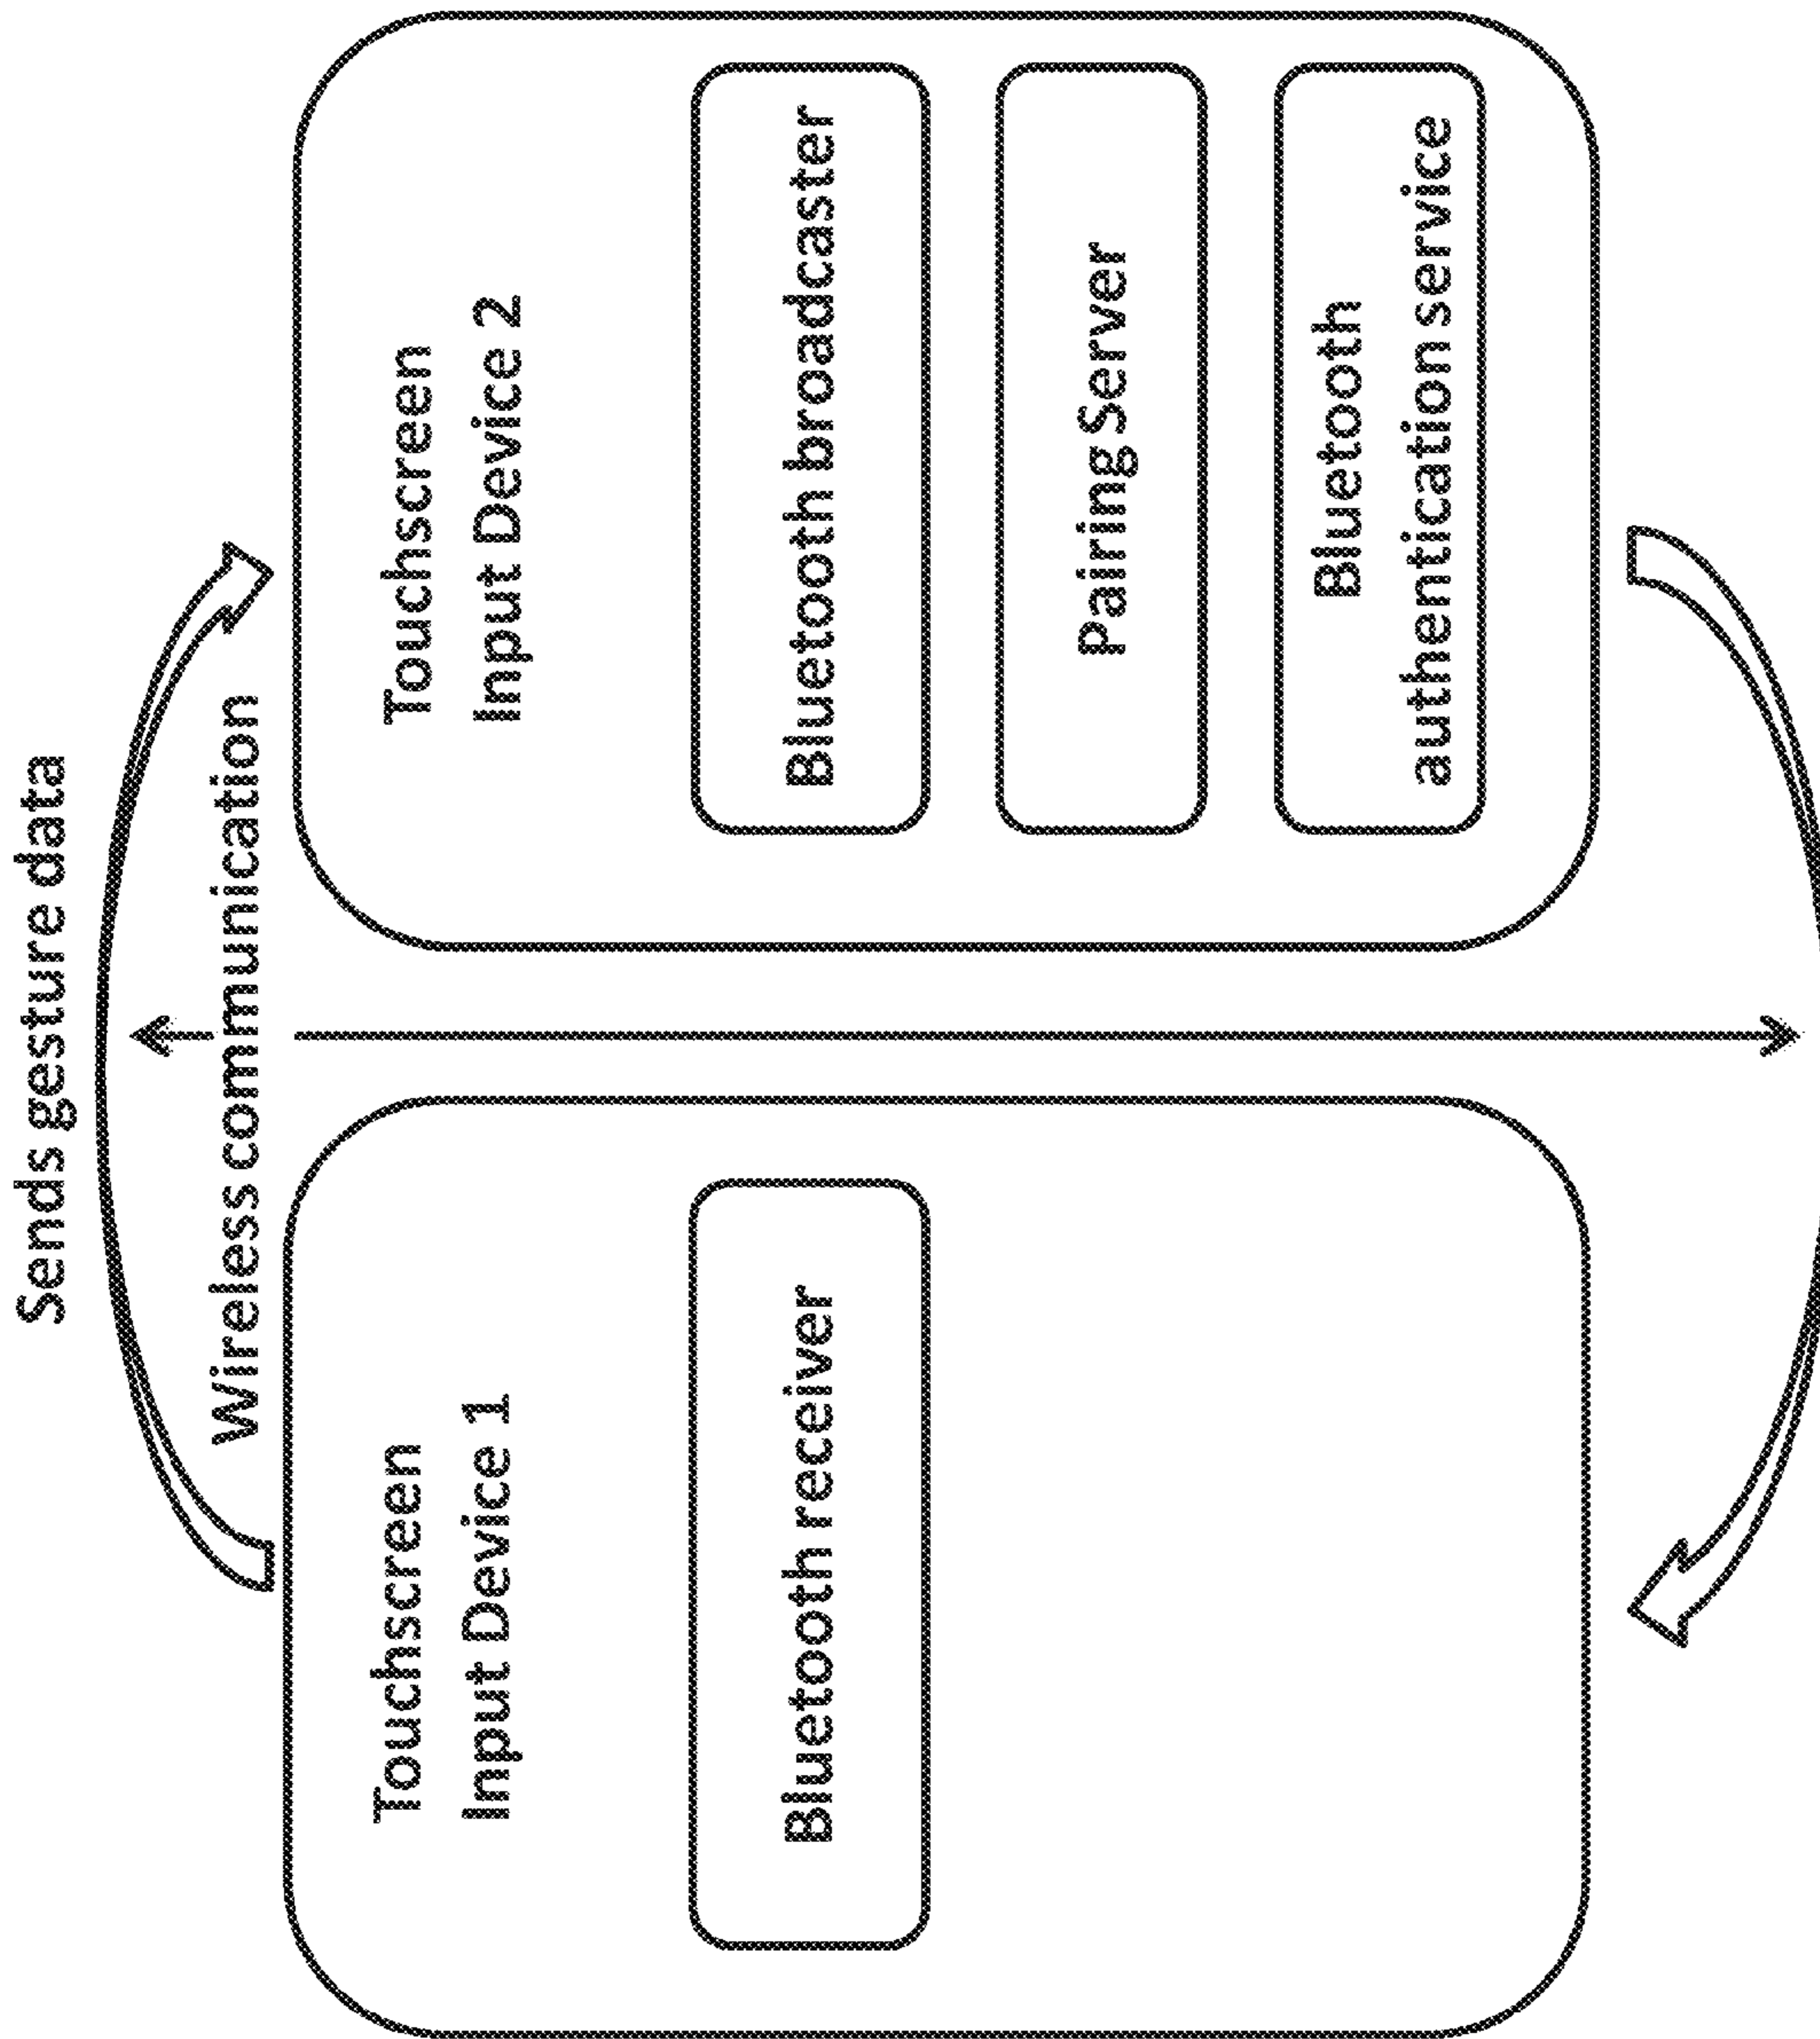 Sends gesture data
Wireless communication
Touchscreen
Input Device 1
Bluetooth receiver
Touchscreen
Input Device 2
Bluetooth broadcaster
Pairing Server
Bluetooth
authentication service